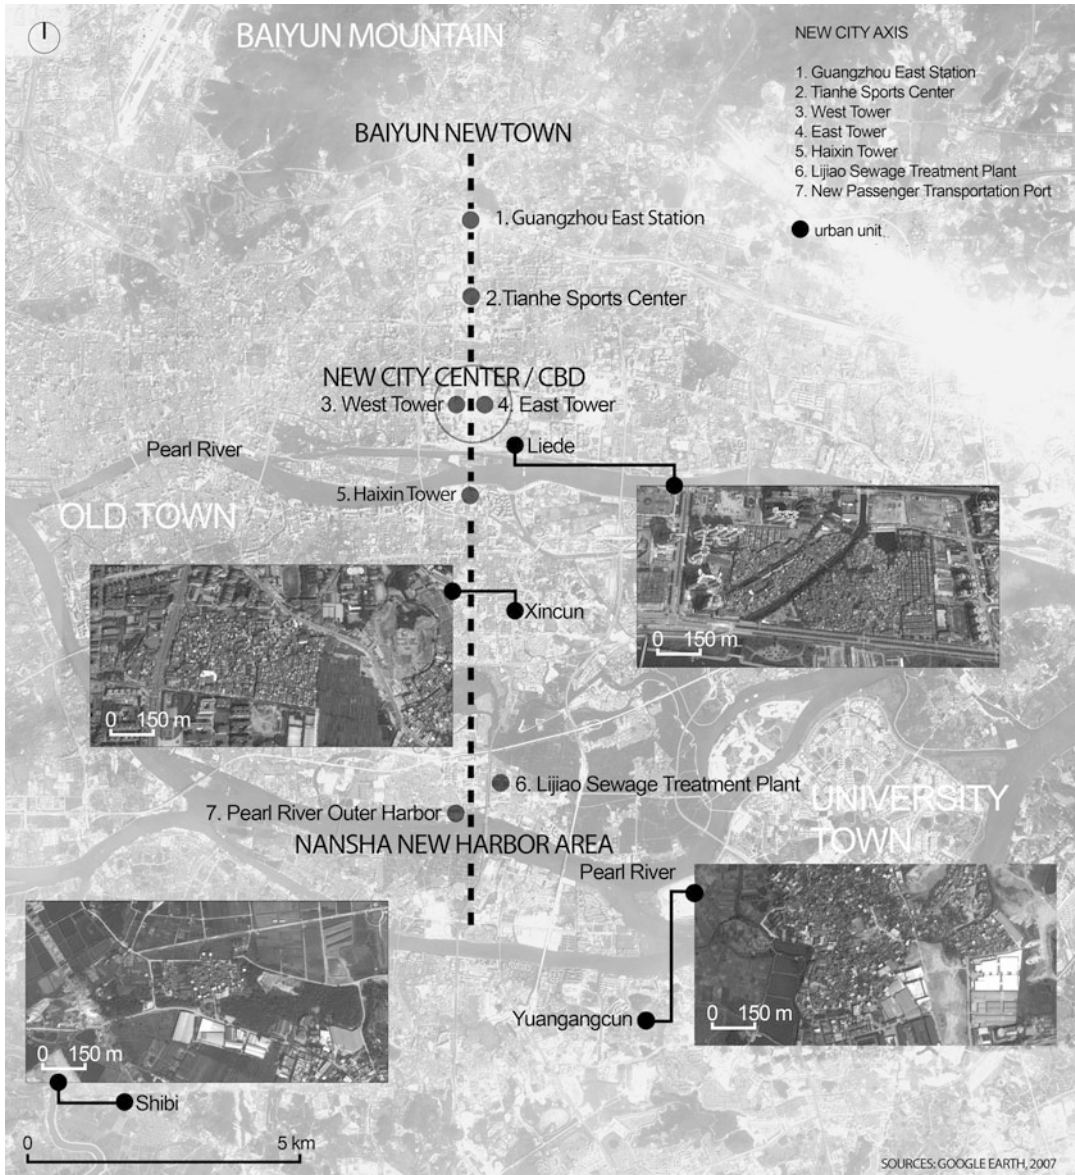 BAIYUN MOUNTAIN
NEW CITY AXIS
1. Guangzhou East Station
2. Tianhe Sports Center
3. West Tower
4. East Tower
5. Haixin Tower
6. Lijiao Sewage Treatment Plant
7. New Passenger Transportation Port
urban unit
BAIYUN NEW TOWN
1. Guangzhou East Station
2.Tianhe Sports Center
NEW CITY CENTER / CBD
3. West Tower
4. East Tower
Liede
Pearl River
5. Haixin Tower
OLD TOWN
Xincun
0 150 m
0 150 m
6. Lijiao Sewage Treatment Plant
7. Pearl River Outer Harbor
UNIVERSITY
TOWN
NANSHA NEW HARBOR AREA
Pearl River
Yuangangcun
0 150 m
0 150 m
Shibi
0 5 km
SOURCES: GOOGLE EARTH, 2007